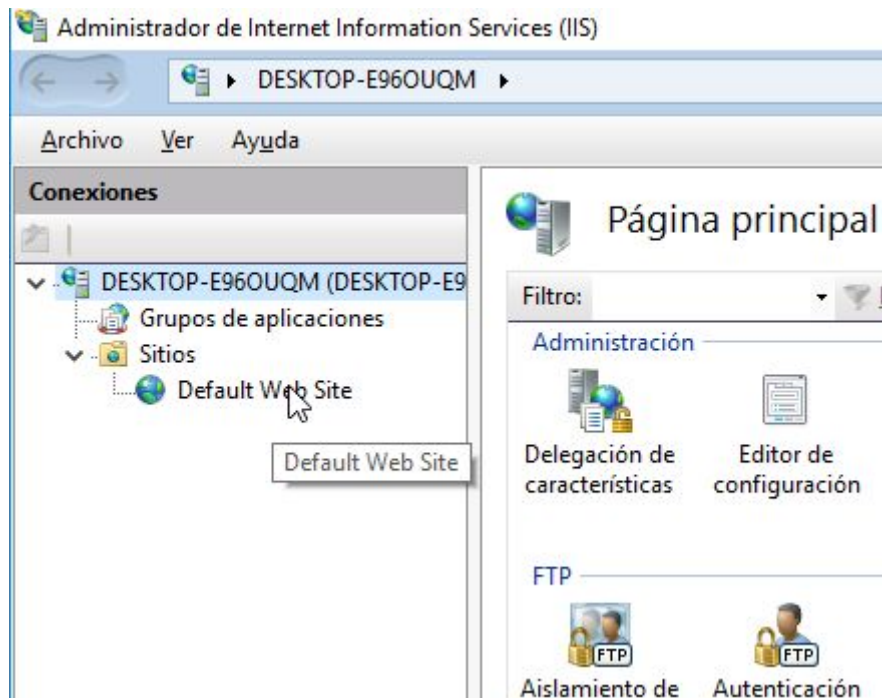 Administrador de Internet Information Services (IIS)
DESKTOP-E96OUQM
Archivo Ver Ayuda
Conexiones
DESKTOP-E96OUQM (DESKTOP-E9
Grupos de aplicaciones
Sitios
Default Web Site
Default Web Site
Página principal
Filtro:
Administración
Delegación de características
Editor de configuración
FTP
FTP
Aislamiento de
FTP
Autenticación